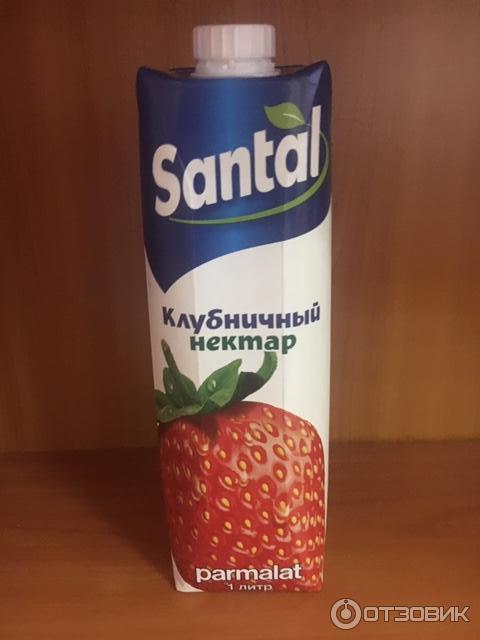 Santal
Клубничный
нектар
parmalat
1 литр
ОТЗОВИК